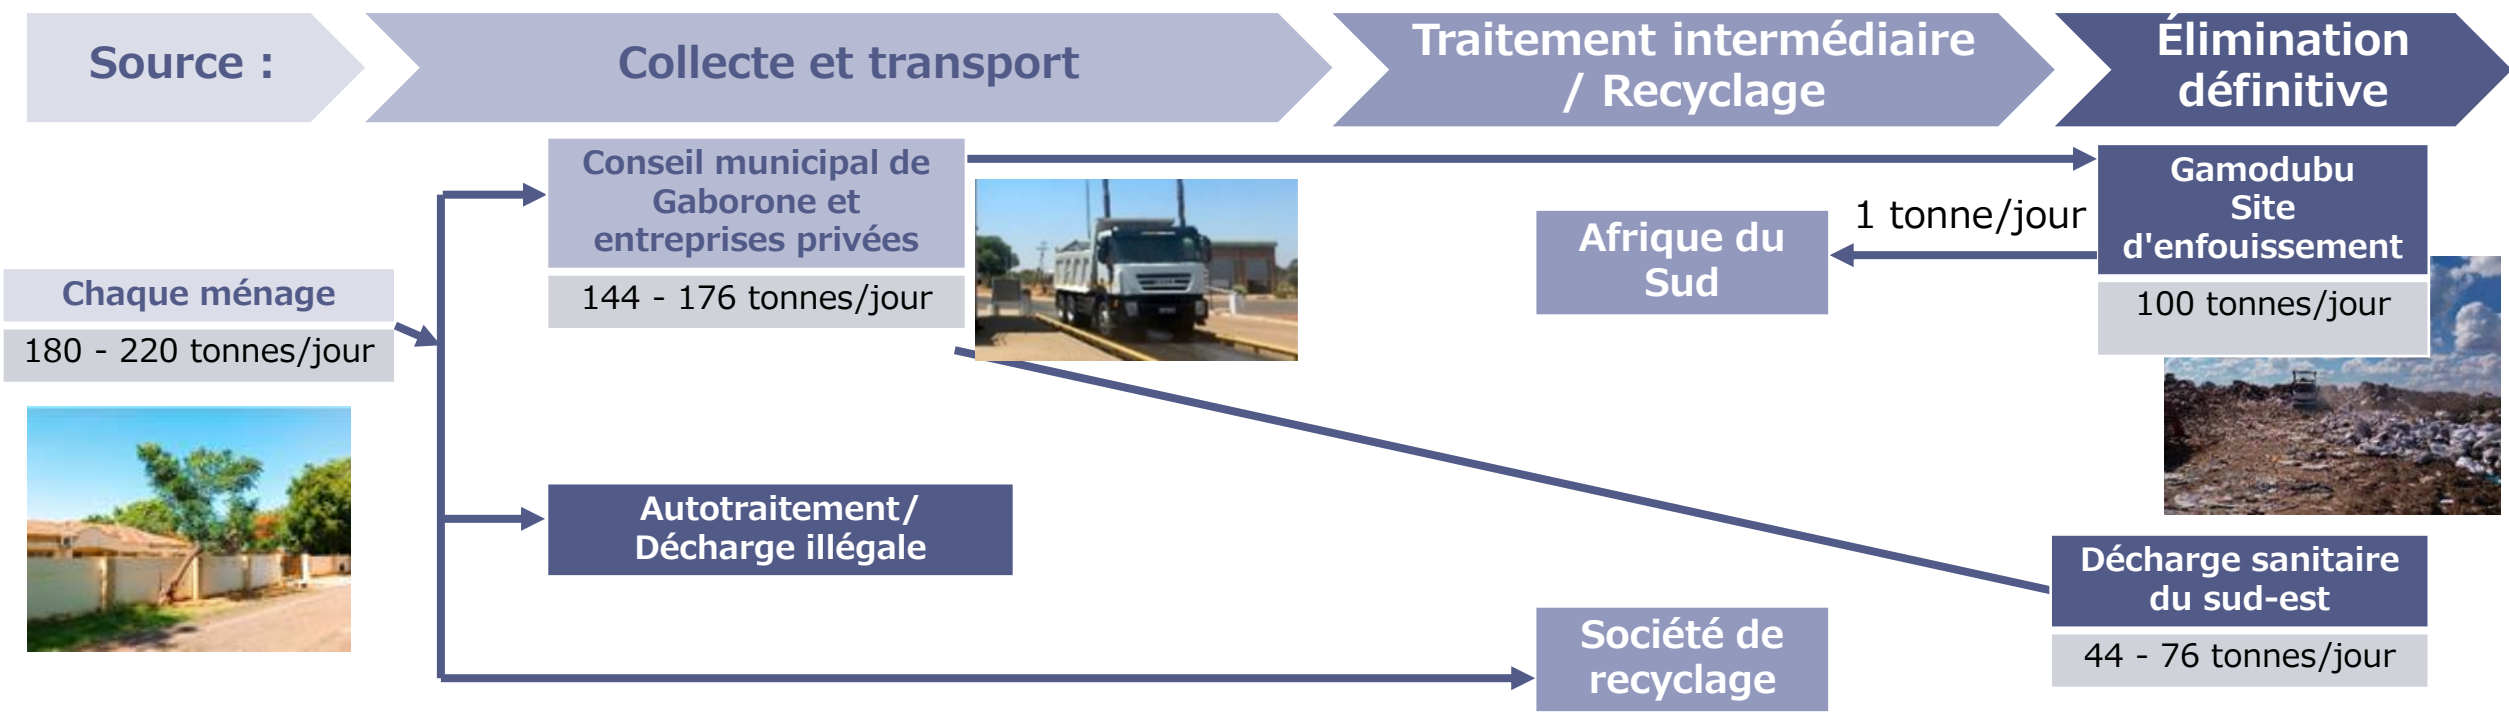 Source :
Collecte et transport
Traitement intermédiaire
/ Recyclage
Élimination
définitive
Conseil municipal de
Gaborone et
entreprises privées
144 - 176 tonnes/jour
Chaque ménage
180 - 220 tonnes/jour
Autotraitement/
Décharge illégale
Afrique du
Sud
1 tonne/jour
Gamodubu
Site
d'enfouissement
100 tonnes/jour
Décharge sanitaire
du sud-est
44 - 76 tonnes/jour
Société de
recyclage